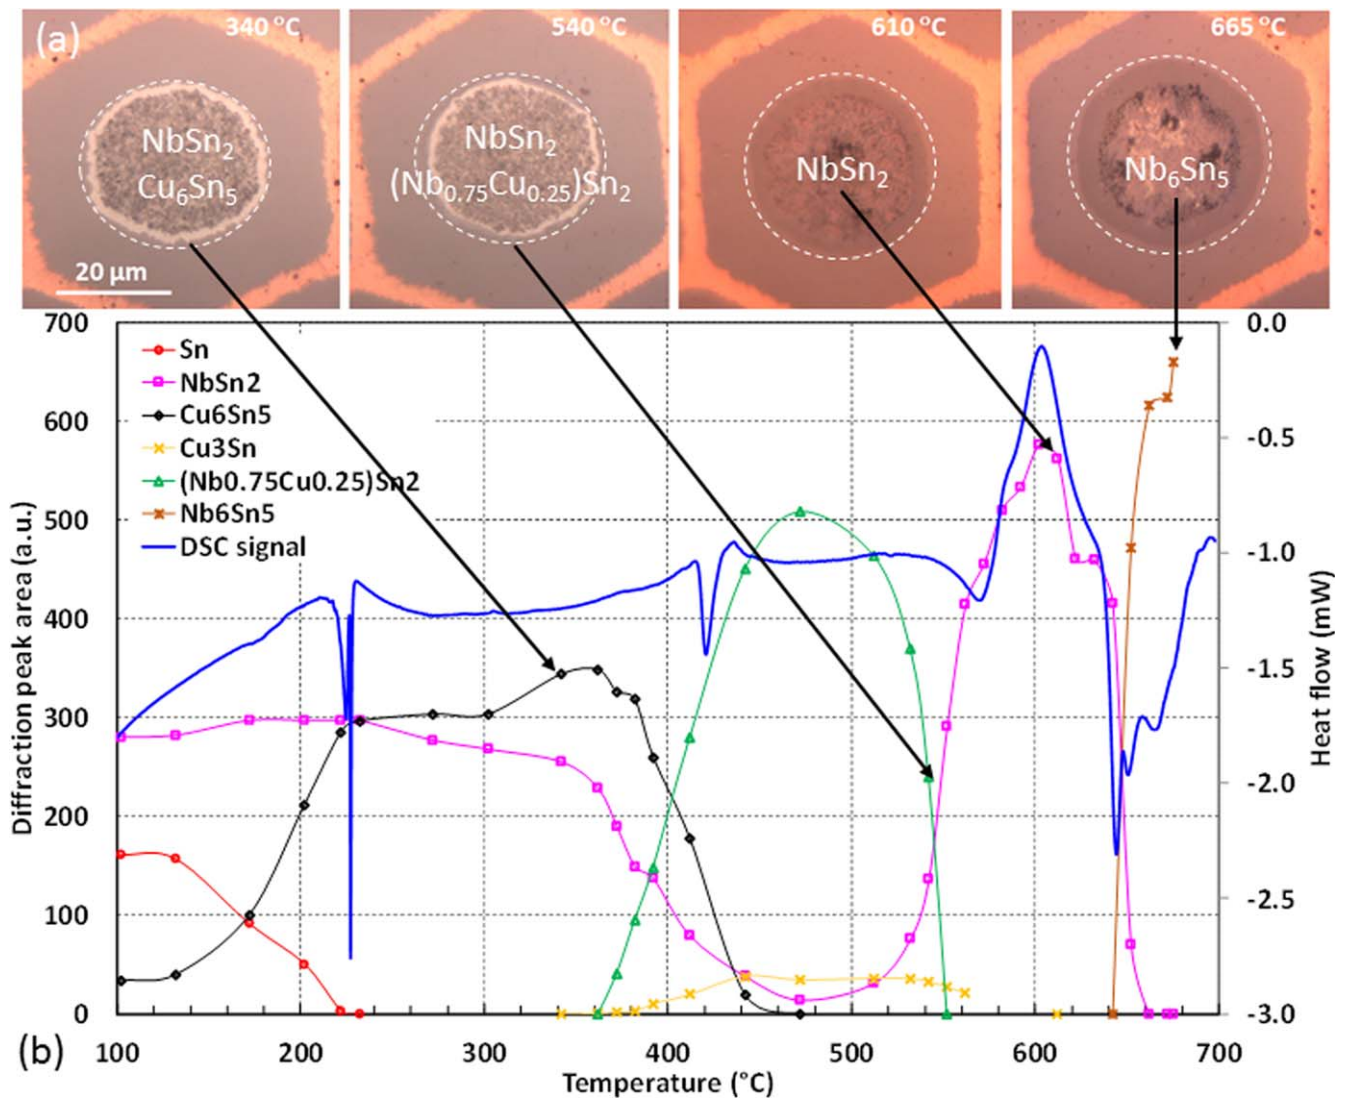 (a)
340 °C
540 °C
610 °C
665 °C
NbSn2
Cu6Sn5
NbSn2
(Nb0.75Cu0.25)Sn2
NbSn2
Nb6Sn5
20 µm
700
600
500
400
300
200
100
0
Diffraction peak area (a.u.)
Sn
NbSn2
Cu6Sn5
Cu3Sn
(Nb0.75Cu0.25)Sn2
Nb6Sn5
DSC signal
0.0
-0.5
-1.0
-1.5
-2.0
-2.5
-3.0
Heat flow (mW)
(b)
100 200 300 400 500 600 700
Temperature (°C)